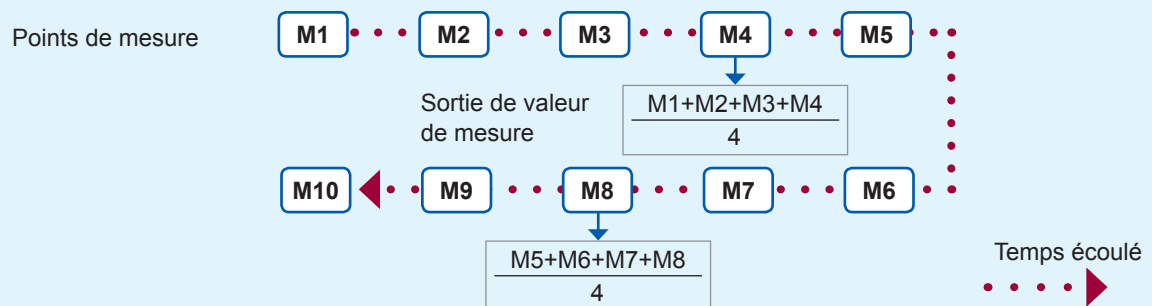 Points de mesure
M1 M2 M3 M4 M5
Sortie de valeur
de mesure
M1+M2+M3+M4
4
M10 M9 M8 M7 M6
M5+M6+M7+M8
4
Temps écoulé